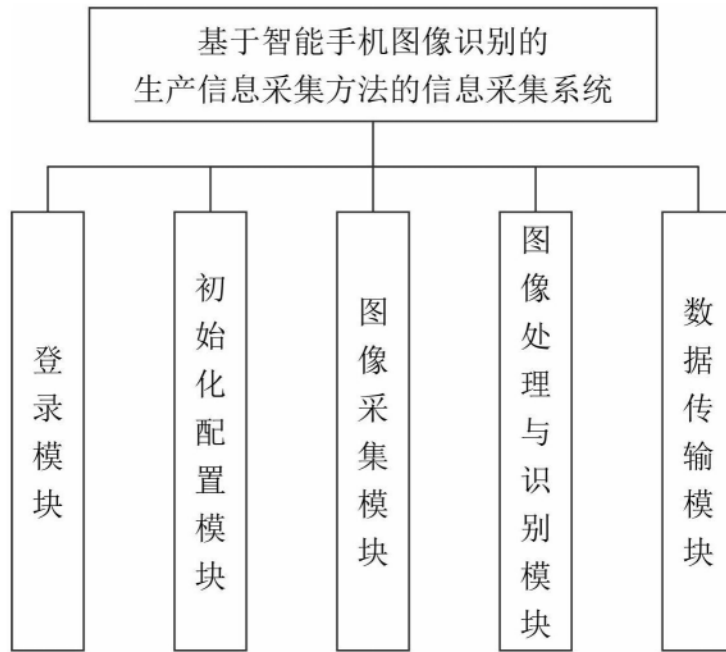 基于智能手机图像识别的
生产信息采集方法的信息采集系统
登录模块
初始化配置模块
图像采集模块
图像处理与识别模块
数据传输模块